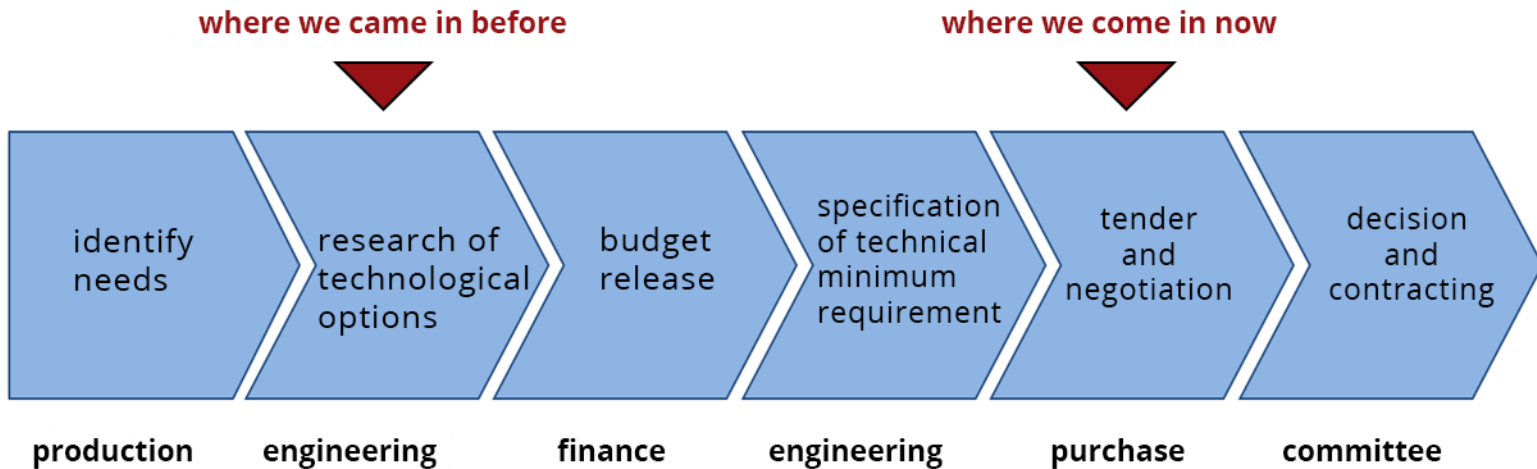 where we came in before
where we come in now
identify
needs
research of
technological
options
budget
release
specification
of technical
minimum
requirement
tender
and
negotiation
decision
and
contracting
production
engineering
finance
engineering
purchase
committee